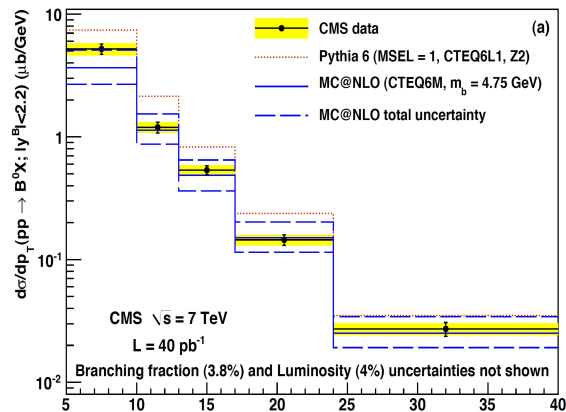 (a)
CMS data
Pythia 6 (MSEL = 1, CTEQ6L1, Z2)
MC@NLO (CTEQ6M, m_b = 4.75 GeV)
MC@NLO total uncertainty
dσ/dp_T(pp → B⁰X; |y^B|<2.2) (μb/GeV)
10
1
10⁻¹
10⁻²
CMS √s = 7 TeV
L = 40 pb⁻¹
Branching fraction (3.8%) and Luminosity (4%) uncertainties not shown
5 10 15 20 25 30 35 40